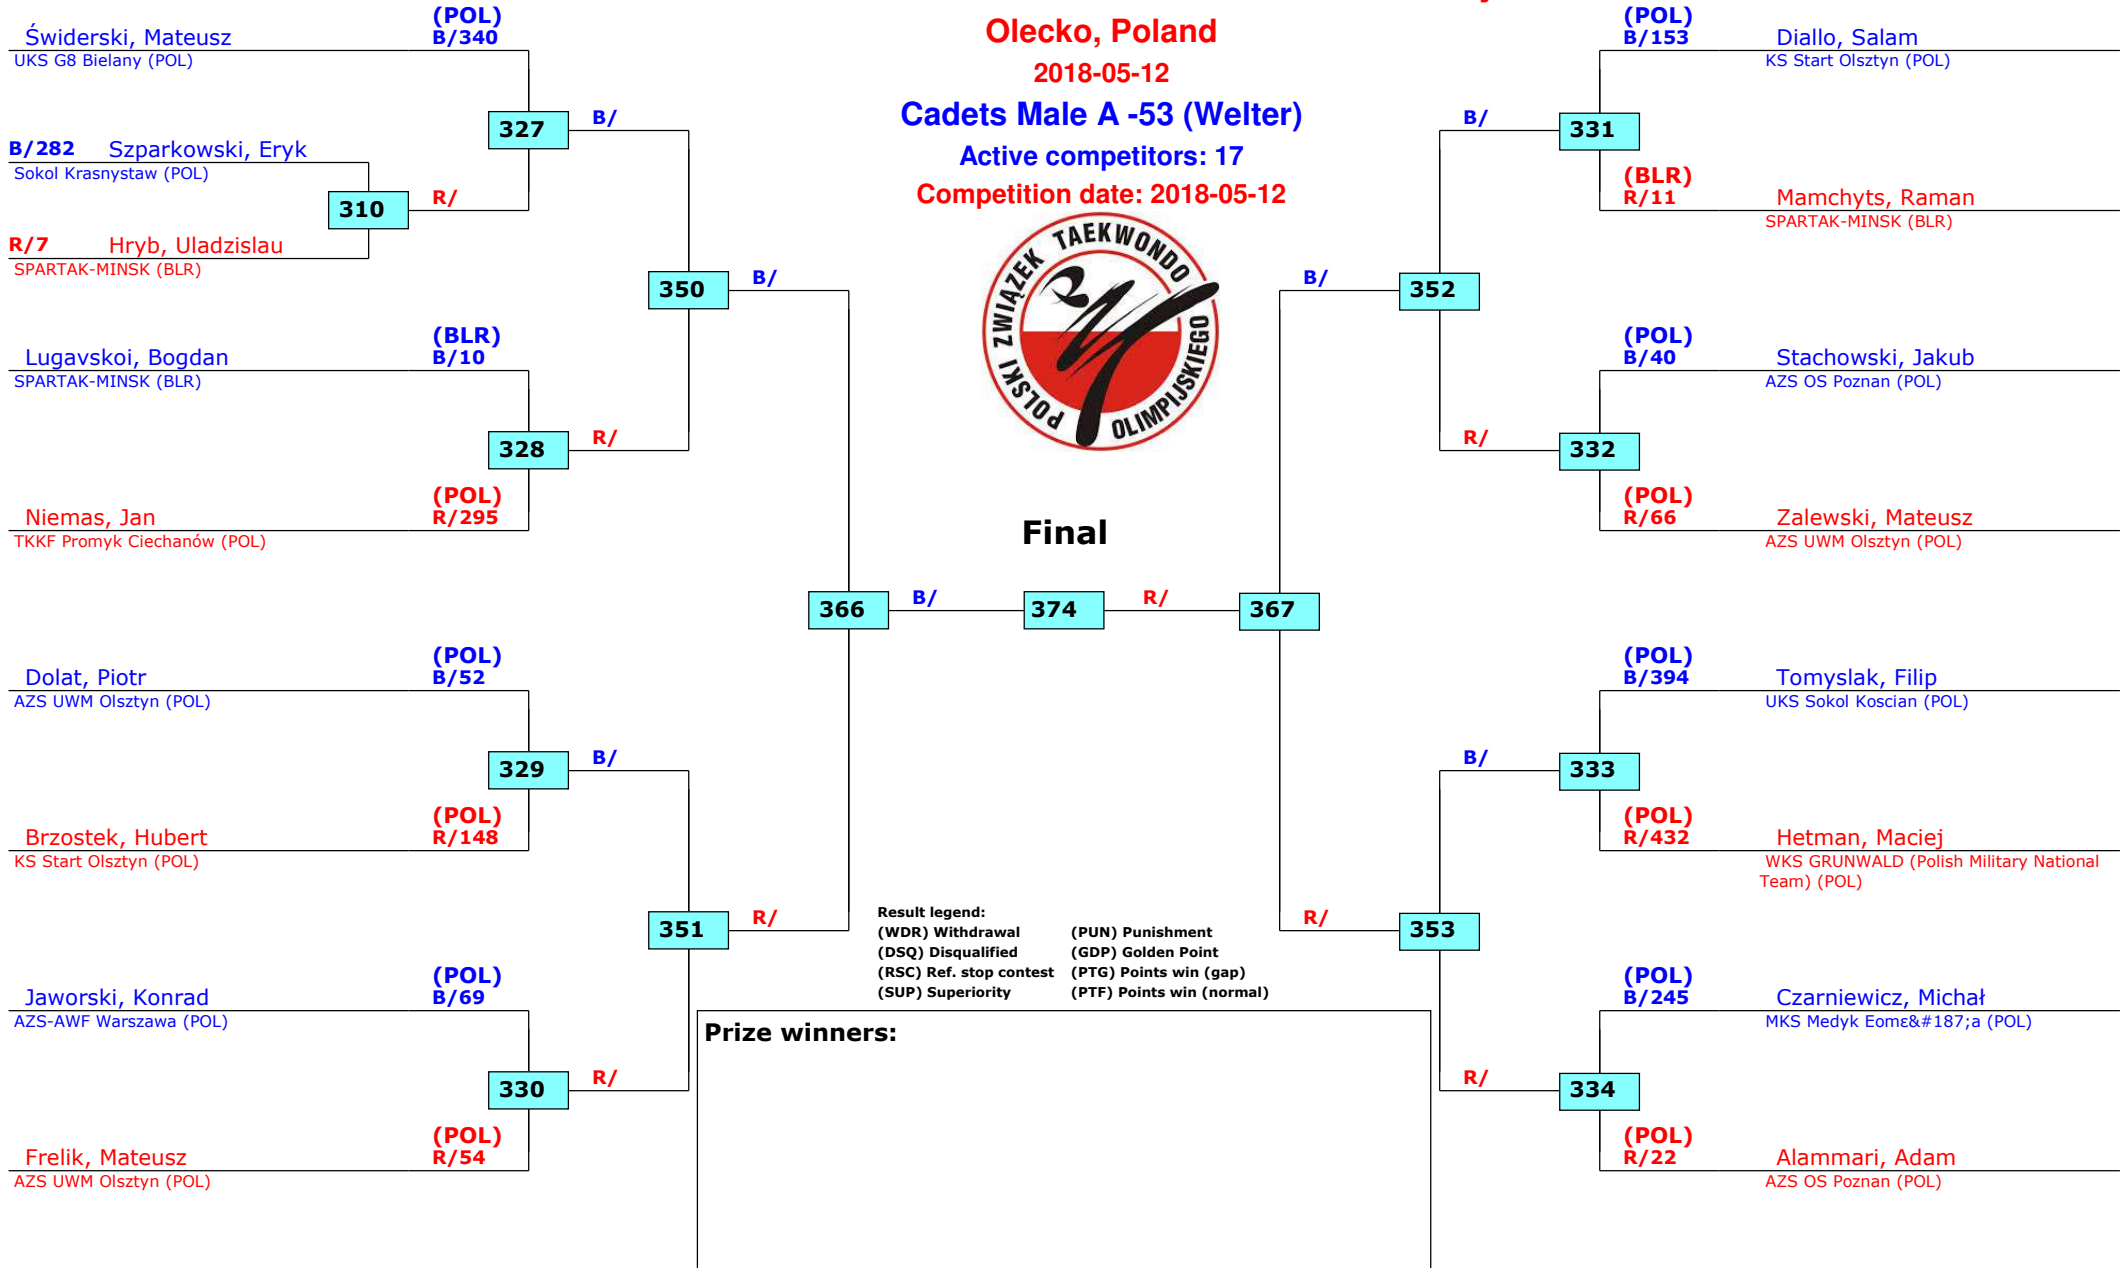 Olecko, Poland
2018-05-12
Cadets Male A -53 (Welter)
Active competitors: 17
Competition date: 2018-05-12
POLSKI ZWIĄZEK TAEKWONDO OLIMPIJSKIEGO
(POL)
Świderski, Mateusz B/340
UKS G8 Bielany (POL)
327 B/
B/282 Szparkowski, Eryk
Sokol Krasnystaw (POL)
310 R/
R/7 Hryb, Uladzislau
SPARTAK-MINSK (BLR)
350 B/
(BLR)
Lugavskoi, Bogdan B/10
SPARTAK-MINSK (BLR)
328 R/
(POL)
Niemas, Jan R/295
TKKF Promyk Ciechanów (POL)
366 B/
(POL)
Dolat, Piotr B/52
AZS UWM Olsztyn (POL)
329 B/
(POL)
Brzostek, Hubert R/148
KS Start Olsztyn (POL)
351 R/
(POL)
Jaworski, Konrad B/69
AZS-AWF Warszawa (POL)
330 R/
(POL)
Frelik, Mateusz R/54
AZS UWM Olsztyn (POL)
Final
374
(POL)
B/153 Diallo, Salam
KS Start Olsztyn (POL)
B/ 331
(BLR)
R/11 Mamchyts, Raman
SPARTAK-MINSK (BLR)
B/ 352
(POL)
B/40 Stachowski, Jakub
AZS OS Poznan (POL)
R/ 332
(POL)
R/66 Zalewski, Mateusz
AZS UWM Olsztyn (POL)
R/ 367
(POL)
B/394 Tomyslak, Filip
UKS Sokol Koscian (POL)
B/ 333
(POL)
R/432 Hetman, Maciej
WKS GRUNWALD (Polish Military National
Team) (POL)
R/ 353
(POL)
B/245 Czarniewicz, Michał
MKS Medyk Eomε&#187;a (POL)
R/ 334
(POL)
R/22 Alammari, Adam
AZS OS Poznan (POL)
Result legend:
(WDR) Withdrawal (PUN) Punishment
(DSQ) Disqualified (GDP) Golden Point
(RSC) Ref. stop contest (PTG) Points win (gap)
(SUP) Superiority (PTF) Points win (normal)
Prize winners: